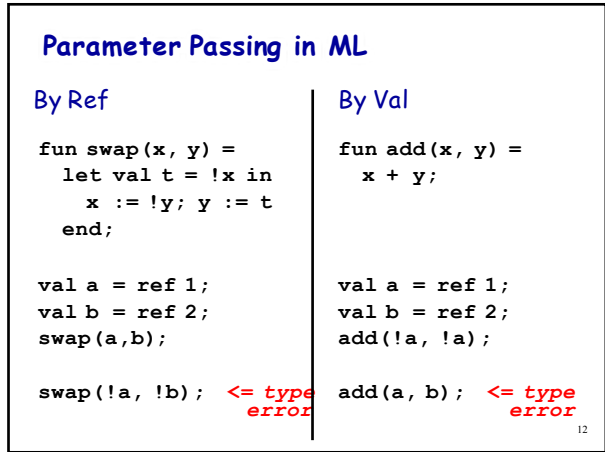 Parameter Passing in ML
By Ref
fun swap(x, y) =
let val t = !x in
x := !y; y := t
end;
val a = ref 1;
val b = ref 2;
swap(a,b);
swap(!a, !b); <= type
error
By Val
fun add(x, y) =
x + y;
val a = ref 1;
val b = ref 2;
add(!a, !a);
add(a, b); <= type
error
12